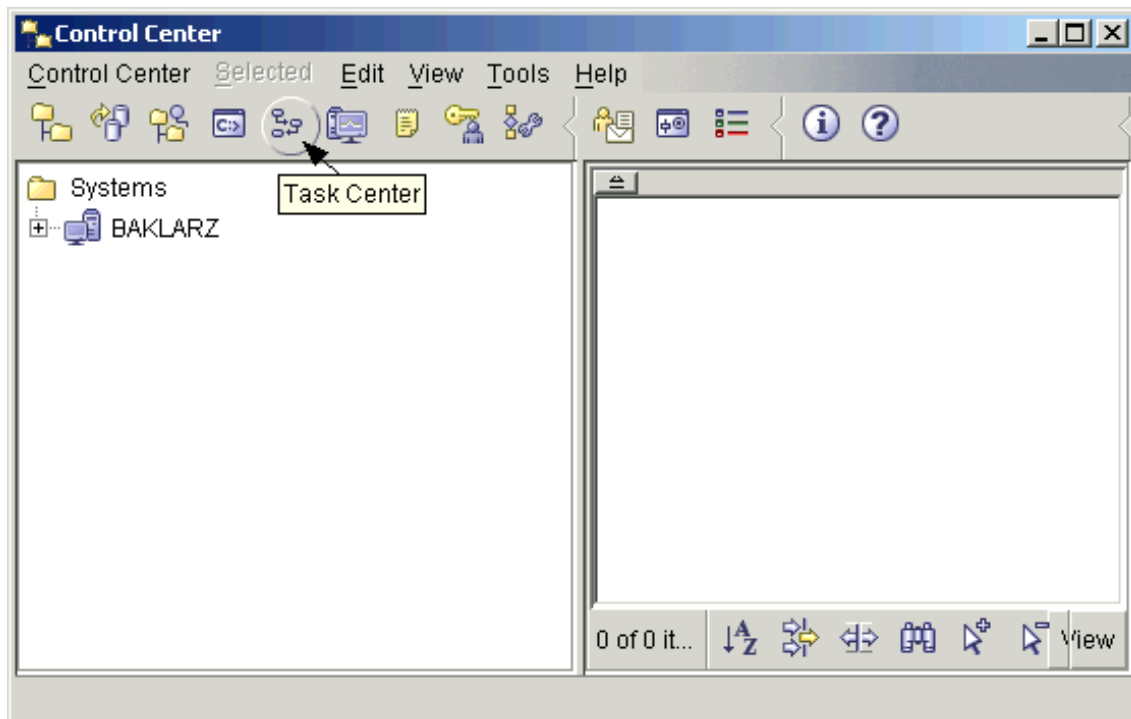 Control Center
Control Center Selected Edit View Tools Help
C:>
Task Center
Systems
BAKLARZ
0 of 0 it...
A
Z
View